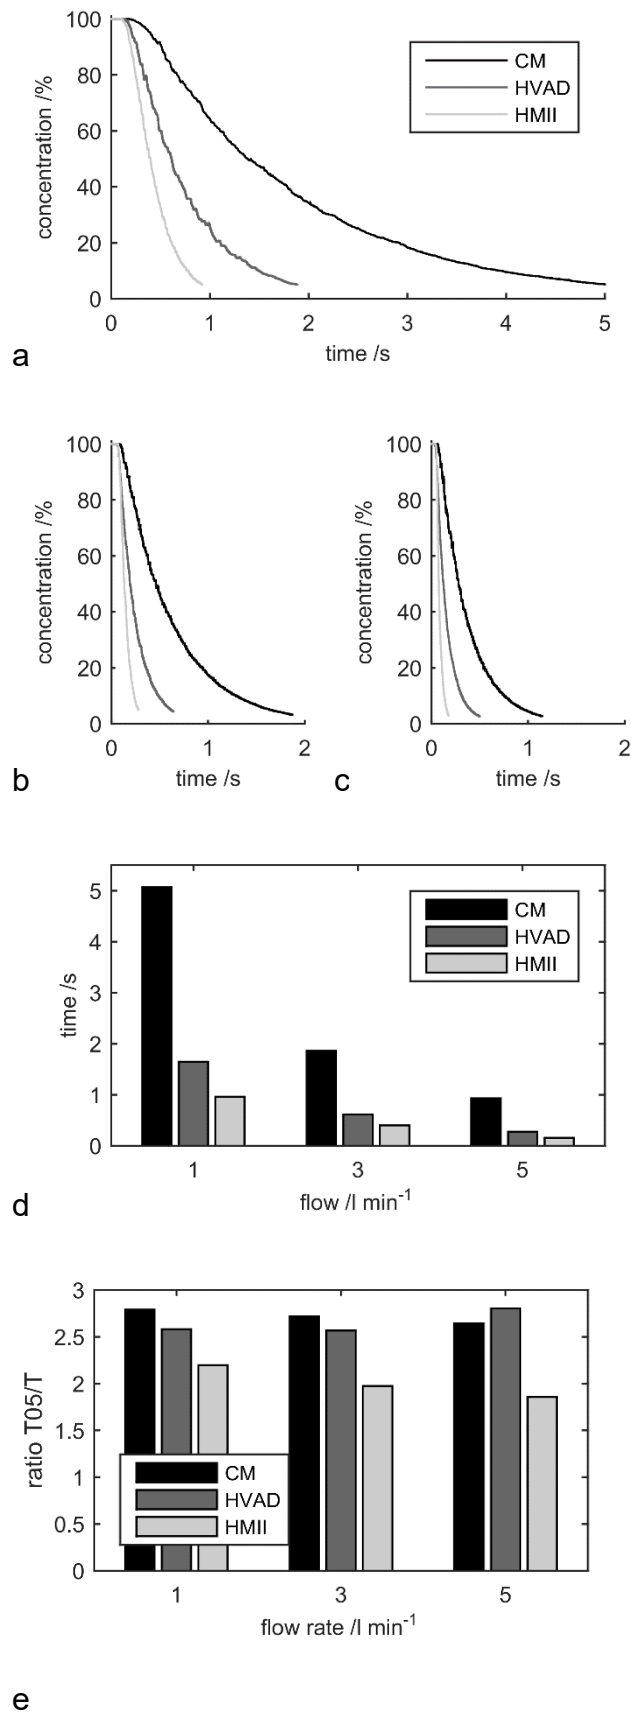 100
80
60
40
20
0
concentration /%
CM
HVAD
HMII
0 1 2 3 4 5
time /s
a
100
80
60
40
20
0
concentration /%
0 1 2
time /s
b
100
80
60
40
20
0
concentration /%
0 1 2
time /s
c
5
4
3
2
1
0
time /s
CM
HVAD
HMII
1 3 5
flow /l min-1
d
3
2.5
2
1.5
1
0.5
0
ratio T05/T
CM
HVAD
HMII
1 3 5
flow rate /l min-1
e